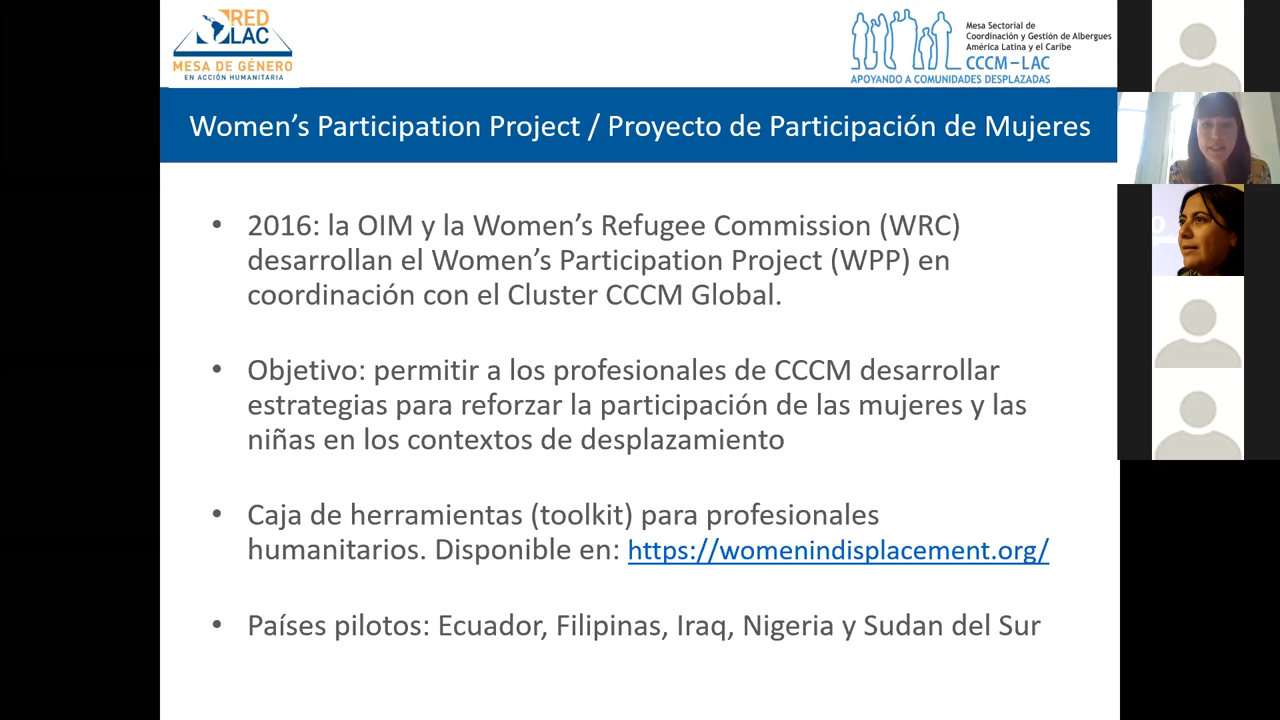 RED
LAC
MESA DE GÉNERO
EN ACCIÓN HUMANITARIA
Mesa Sectorial de
Coordinación y Gestión de Albergues
América Latina y el Caribe
CCCM-LAC
APOYANDO A COMUNIDADES DESPLAZADAS
Women's Participation Project / Proyecto de Participación de Mujeres
• 2016: la OIM y la Women's Refugee Commission (WRC)
desarrollan el Women's Participation Project (WPP) en
coordinación con el Cluster CCCM Global.
• Objetivo: permitir a los profesionales de CCCM desarrollar
estrategias para reforzar la participación de las mujeres y las
niñas en los contextos de desplazamiento
• Caja de herramientas (toolkit) para profesionales
humanitarios. Disponible en: https://womenindisplacement.org/
• Países pilotos: Ecuador, Filipinas, Iraq, Nigeria y Sudan del Sur